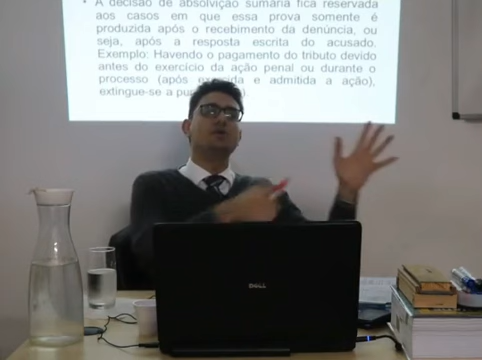 • A decisão de absolvição sumária fica reservada
aos casos em que essa prova somente é
produzida após o recebimento da denúncia, ou
seja, após a resposta escrita do acusado.
Exemplo: Havendo o pagamento do tributo devido
antes do exercício da ação penal ou durante o
processo (após e e admitida a ação),
extingue-se a
DELL